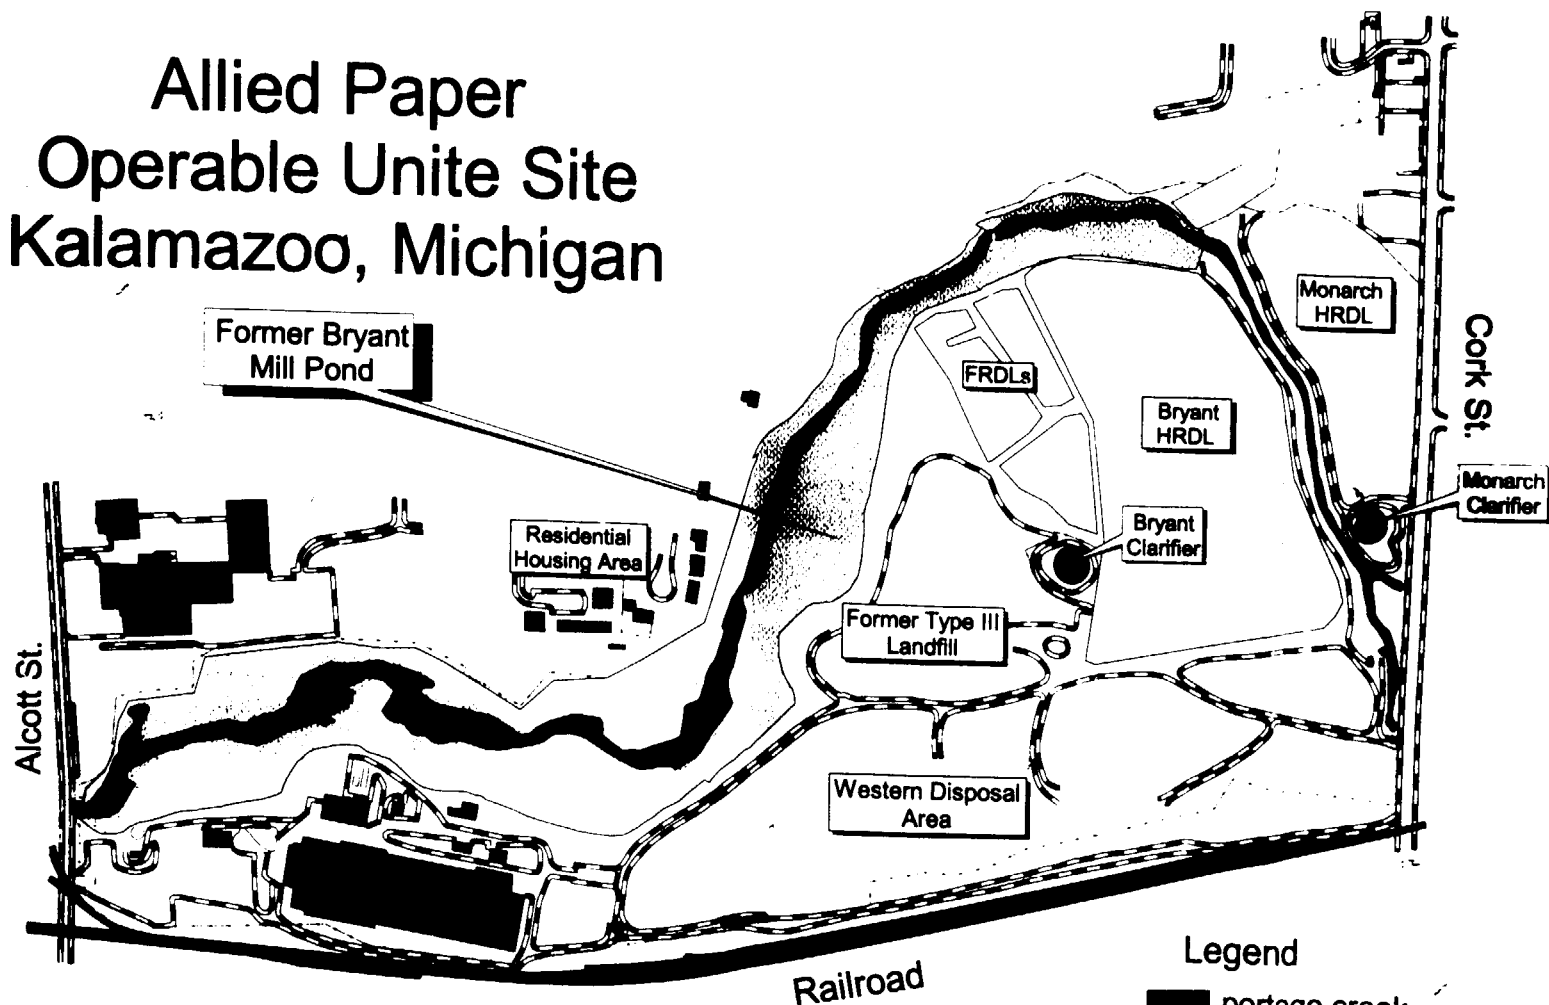 Allied Paper
Operable Unite Site
Kalamazoo, Michigan
Former Bryant
Mill Pond
Monarch
HRDL
Cork St.
FRDLs
Bryant
HRDL
Monarch
Clarifier
Bryant
Clarifier
Residential
Housing Area
Former Type III
Landfill
Alcott St.
Western Disposal
Area
Railroad
Legend
portage creek